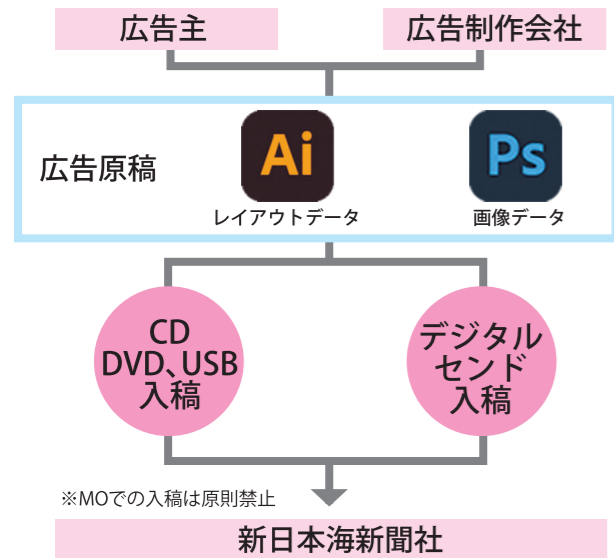 広告主
広告制作会社
広告原稿
Ai
Ps
レイアウトデータ
画像データ
CD
DVD、USB
入稿
デジタル
センド
入稿
※MOでの入稿は原則禁止
新日本海新聞社